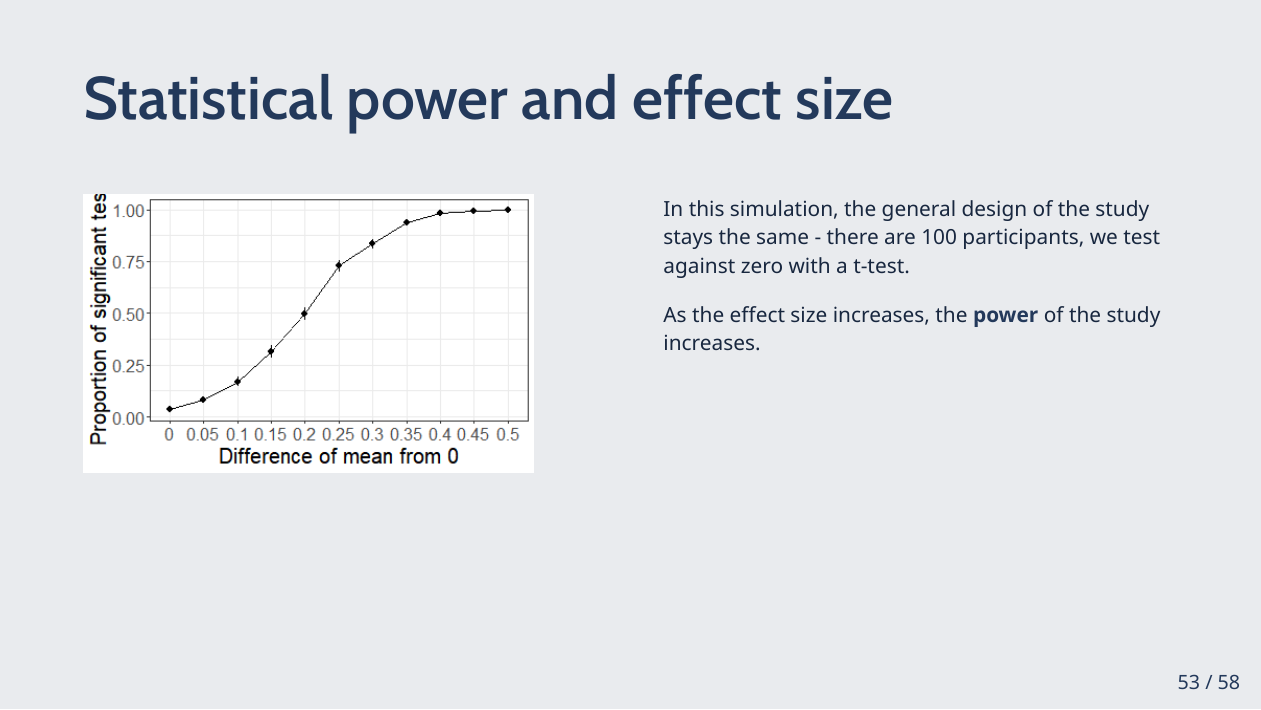 Statistical power and effect size
Proportion of significant tes
1.00
0.75
0.50
0.25
0.00
0 0.05 0.1 0.15 0.2 0.25 0.3 0.35 0.4 0.45 0.5
Difference of mean from 0
In this simulation, the general design of the study
stays the same - there are 100 participants, we test
against zero with a t-test.
As the effect size increases, the power of the study
increases.
53 / 58